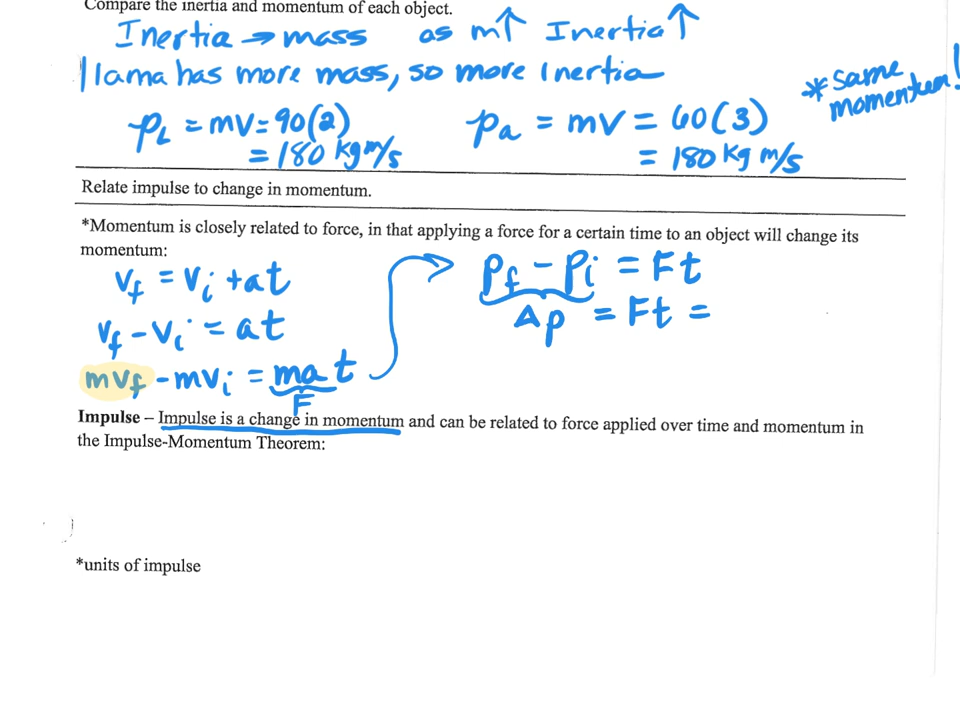 Compare the inertia and momentum of each object.
Inertia → mass as m↑ Inertia ↑
llama has more mass, so more Inertia
* same momentum!
pL = mv = 90(2)
= 180 kg m/s
pa = mv = 60(3)
= 180 kg m/s
Relate impulse to change in momentum.
*Momentum is closely related to force, in that applying a force for a certain time to an object will change its
momentum:
vf = vi + at
vf - vi = at
mvf - mvi = mat
F
pf - pi = Ft
Δp = Ft =
Impulse – Impulse is a change in momentum and can be related to force applied over time and momentum in
the Impulse-Momentum Theorem:
*units of impulse